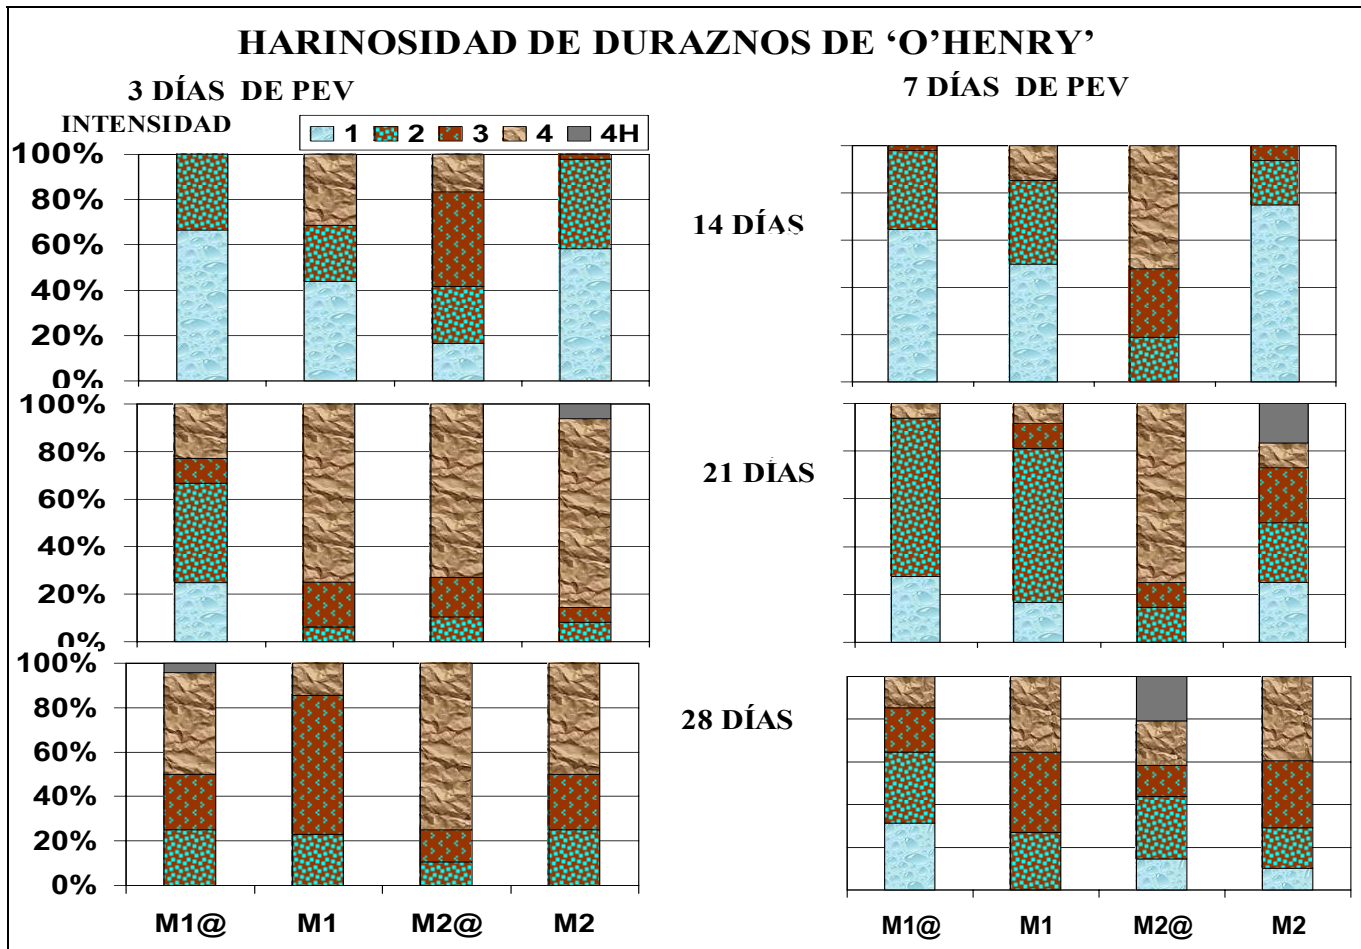 HARINOSIDAD DE DURAZNOS DE ‘O’HENRY’
3 DÍAS DE PEV
7 DÍAS DE PEV
INTENSIDAD
1 2 3 4 4H
100%
80%
60%
40%
20%
0%
14 DÍAS
100%
80%
60%
40%
20%
0%
21 DÍAS
100%
80%
60%
40%
20%
0%
28 DÍAS
M1@ M1 M2@ M2
M1@ M1 M2@ M2